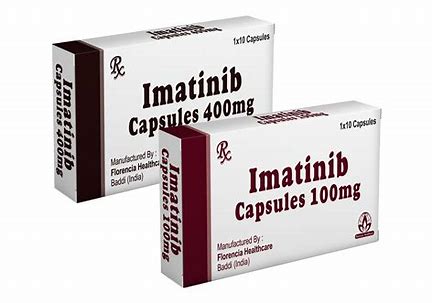 1x10 Capsules
Rx
Imatinib
Capsules 400mg
Manufactured By :
Florencia Healthcare
Baddi (India)
Imatinib
Capsules 400mg
1x10 Capsules
Rx
Imatinib
Capsules 100mg
Manufactured By :
Florencia Healthcare
Baddi (India)
Imatinib
Capsules 100mg